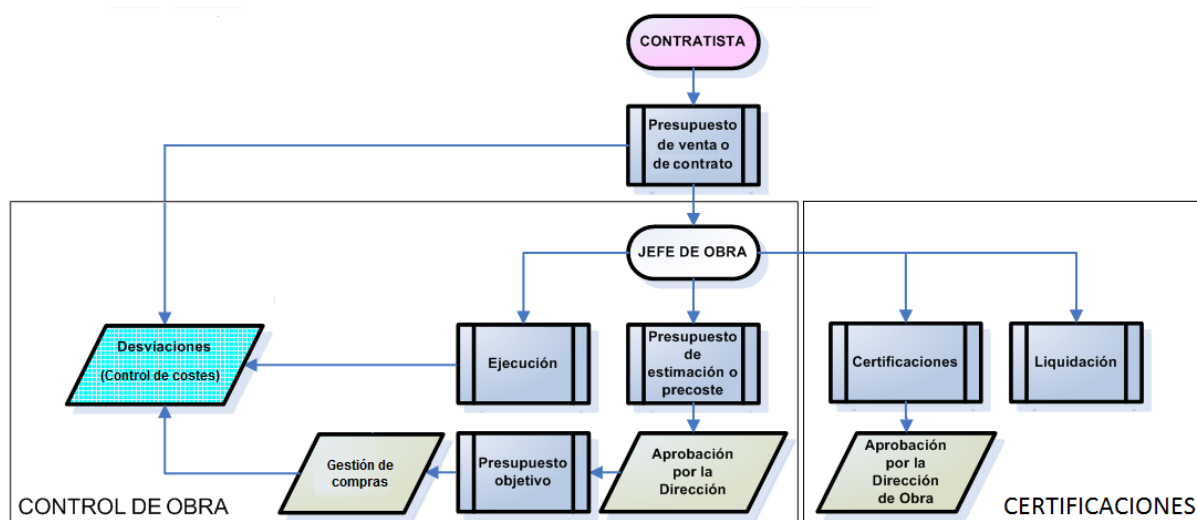 CONTRATISTA
Presupuesto
de venta o
de contrato
JEFE DE OBRA
Desviaciones
(Control de costes)
Ejecución
Presupuesto
de
estimación o
precoste
Certificaciones
Liquidación
Gestión de
compras
Presupuesto
objetivo
Aprobación
por la
Dirección
Aprobación
por la
Dirección
de Obra
CONTROL DE OBRA
CERTIFICACIONES